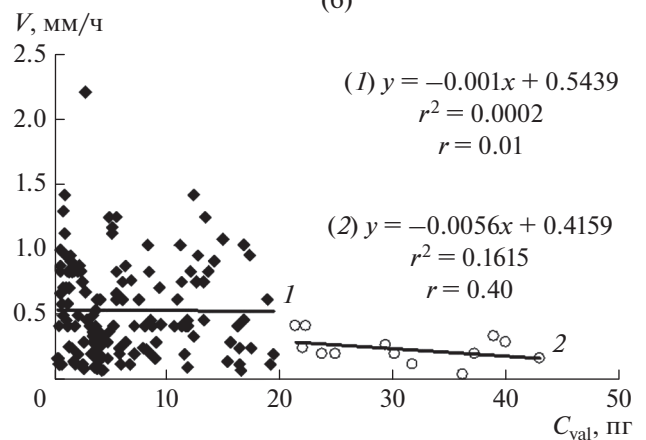 (б)
V, мм/ч
2.5
(1) y = −0.001x + 0.5439
r² = 0.0002
r = 0.01
2.0
1.5
(2) y = −0.0056x + 0.4159
r² = 0.1615
r = 0.40
1.0
0.5
1
2
0 10 20 30 40 50
C_val, пг